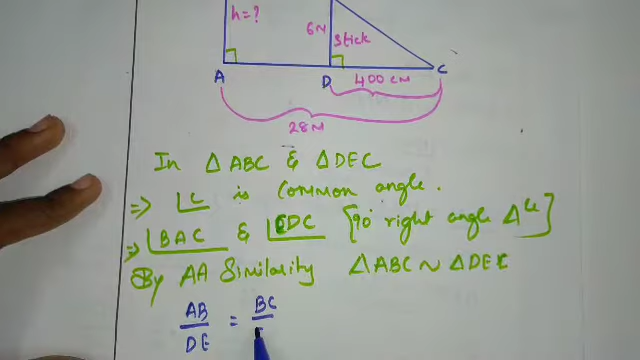 h=?
6M
Stick
A
D
C
400 CM
28M
In △ABC & △DEC
⇒ ∠C is Common angle.
⇒ ∠BAC & ∠EDC [90° right angle △le]
By AA Similarity △ABC ~ △DEC
AB/DE = BC/